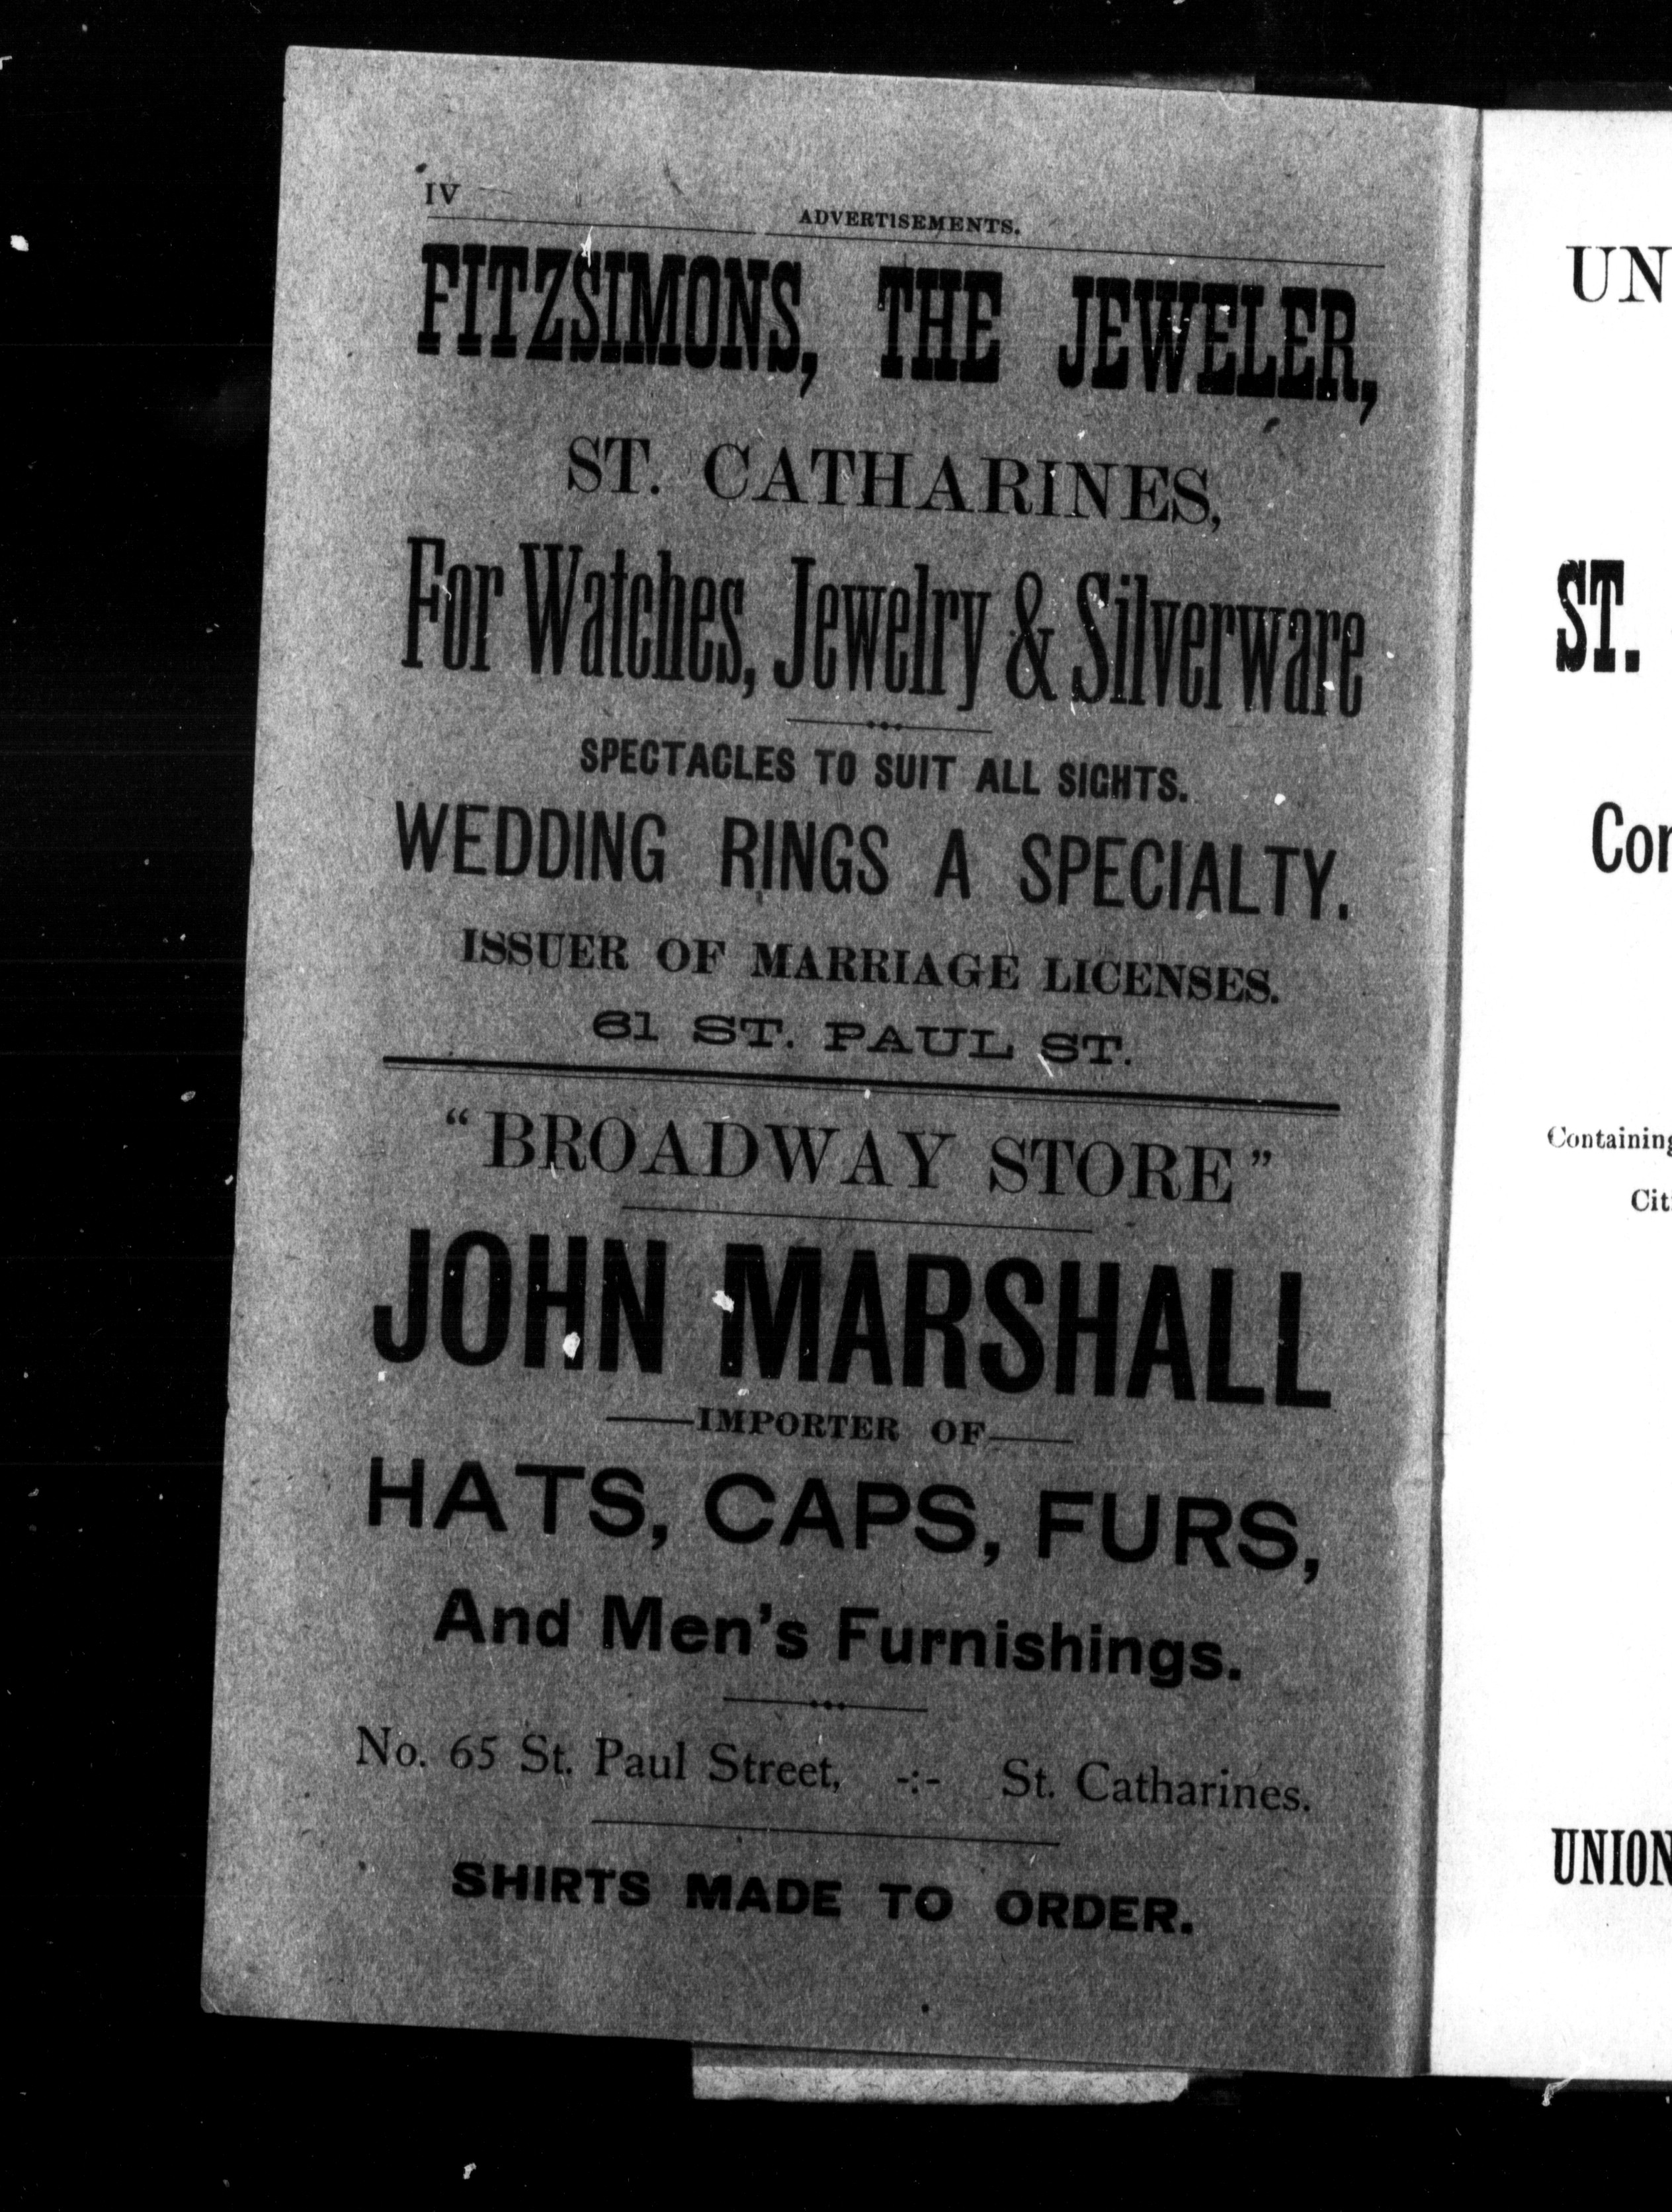 IV
ADVERTISEMENTS.
FITZSIMONS, THE JEWELER,
ST. CATHARINES,
For Watches, Jewelry & Silverware
SPECTACLES TO SUIT ALL SIGHTS.
WEDDING RINGS A SPECIALTY.
ISSUER OF MARRIAGE LICENSES.
61 ST. PAUL ST.
"BROADWAY STORE"
JOHN MARSHALL
—IMPORTER OF—
HATS, CAPS, FURS,
And Men's Furnishings.
No. 65 St. Paul Street, -:- St. Catharines.
SHIRTS MADE TO ORDER.
UN
ST.
Cor
Containing
Cit
UNION